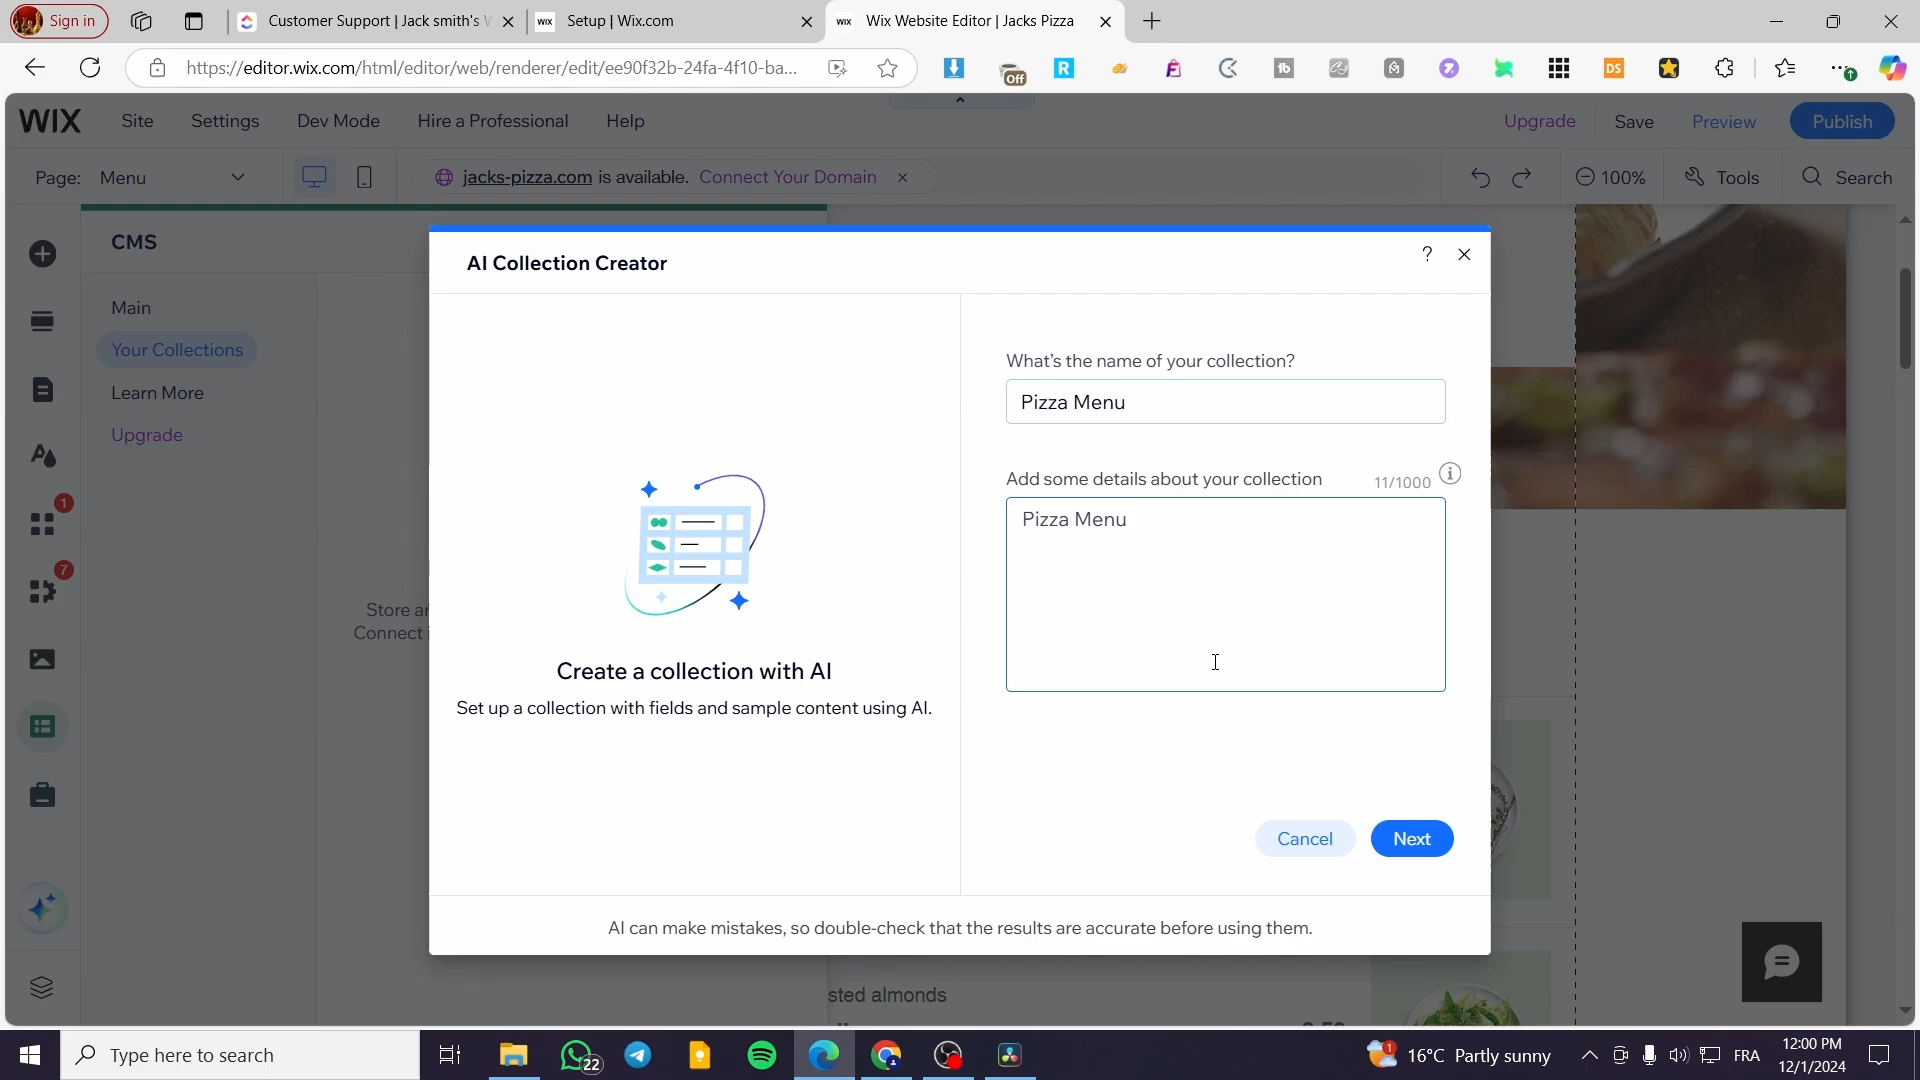 Sign in
Customer Support | Jack smith's W
Setup | Wix.com
Wix Website Editor | Jacks Pizza
https://editor.wix.com/html/editor/web/renderer/edit/ee90f32b-24fa-4f10-ba...
Off
WIX
Site
Settings
Dev Mode
Hire a Professional
Help
Upgrade
Save
Preview
Publish
Page: Menu
jacks-pizza.com is available. Connect Your Domain
100%
Tools
Search
CMS
Main
Your Collections
Learn More
Upgrade
1
7
Store ar
Connect i
AI Collection Creator
?
What's the name of your collection?
Pizza Menu
Add some details about your collection
11/1000
Pizza Menu
Create a collection with AI
Set up a collection with fields and sample content using AI.
Cancel
Next
AI can make mistakes, so double-check that the results are accurate before using them.
sted almonds
Type here to search
22
1
16°C Partly sunny
FRA
12:00 PM
12/1/2024